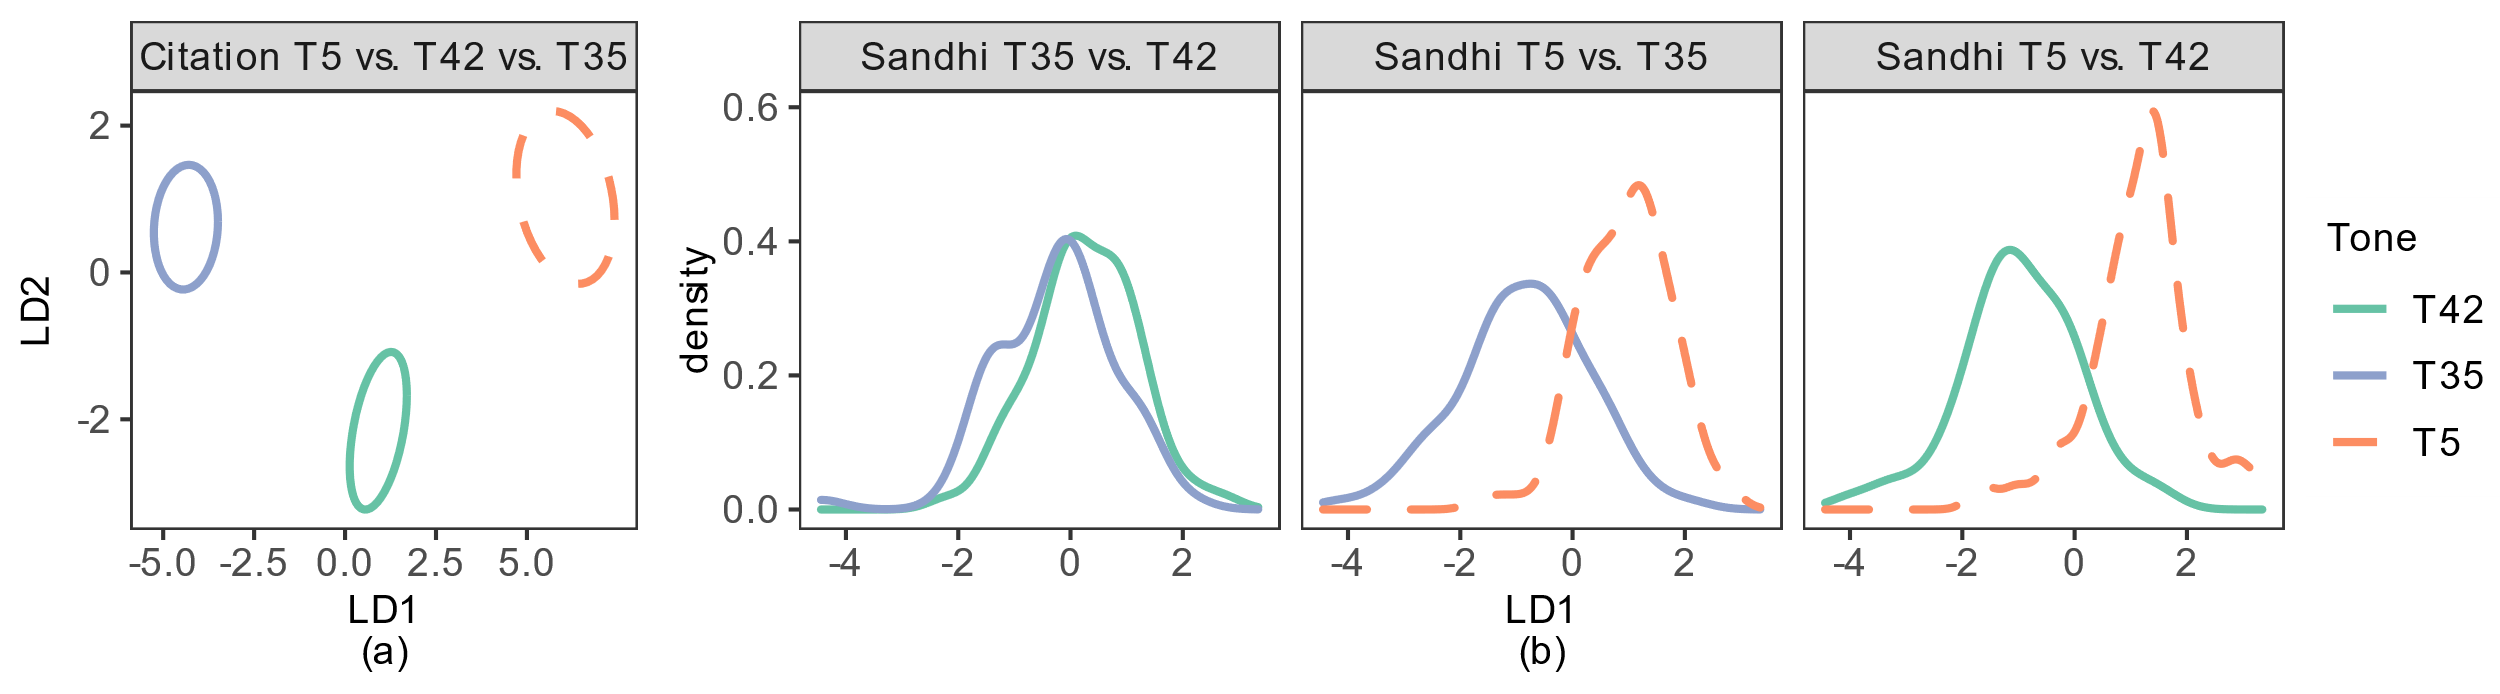 Citation T5 vs. T42 vs. T35
Sandhi T35 vs. T42
Sandhi T5 vs. T35
Sandhi T5 vs. T42
2
0
-2
LD2
-5.0 -2.5 0.0 2.5 5.0
LD1
(a)
0.6
0.4
0.2
0.0
density
-4 -2 0 2
-4 -2 0 2
-4 -2 0 2
LD1
(b)
Tone
T42
T35
T5